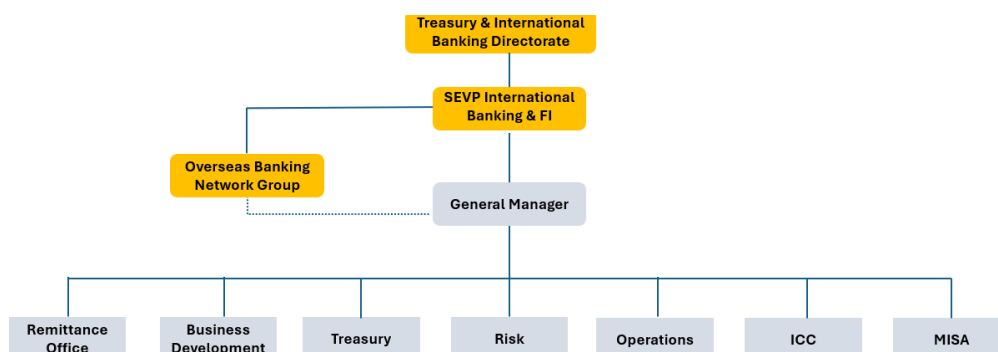 Treasury & International
Banking Directorate
SEVP International
Banking & FI
Overseas Banking
Network Group
General Manager
Remittance
Office
Business
Development
Treasury
Risk
Operations
ICC
MISA